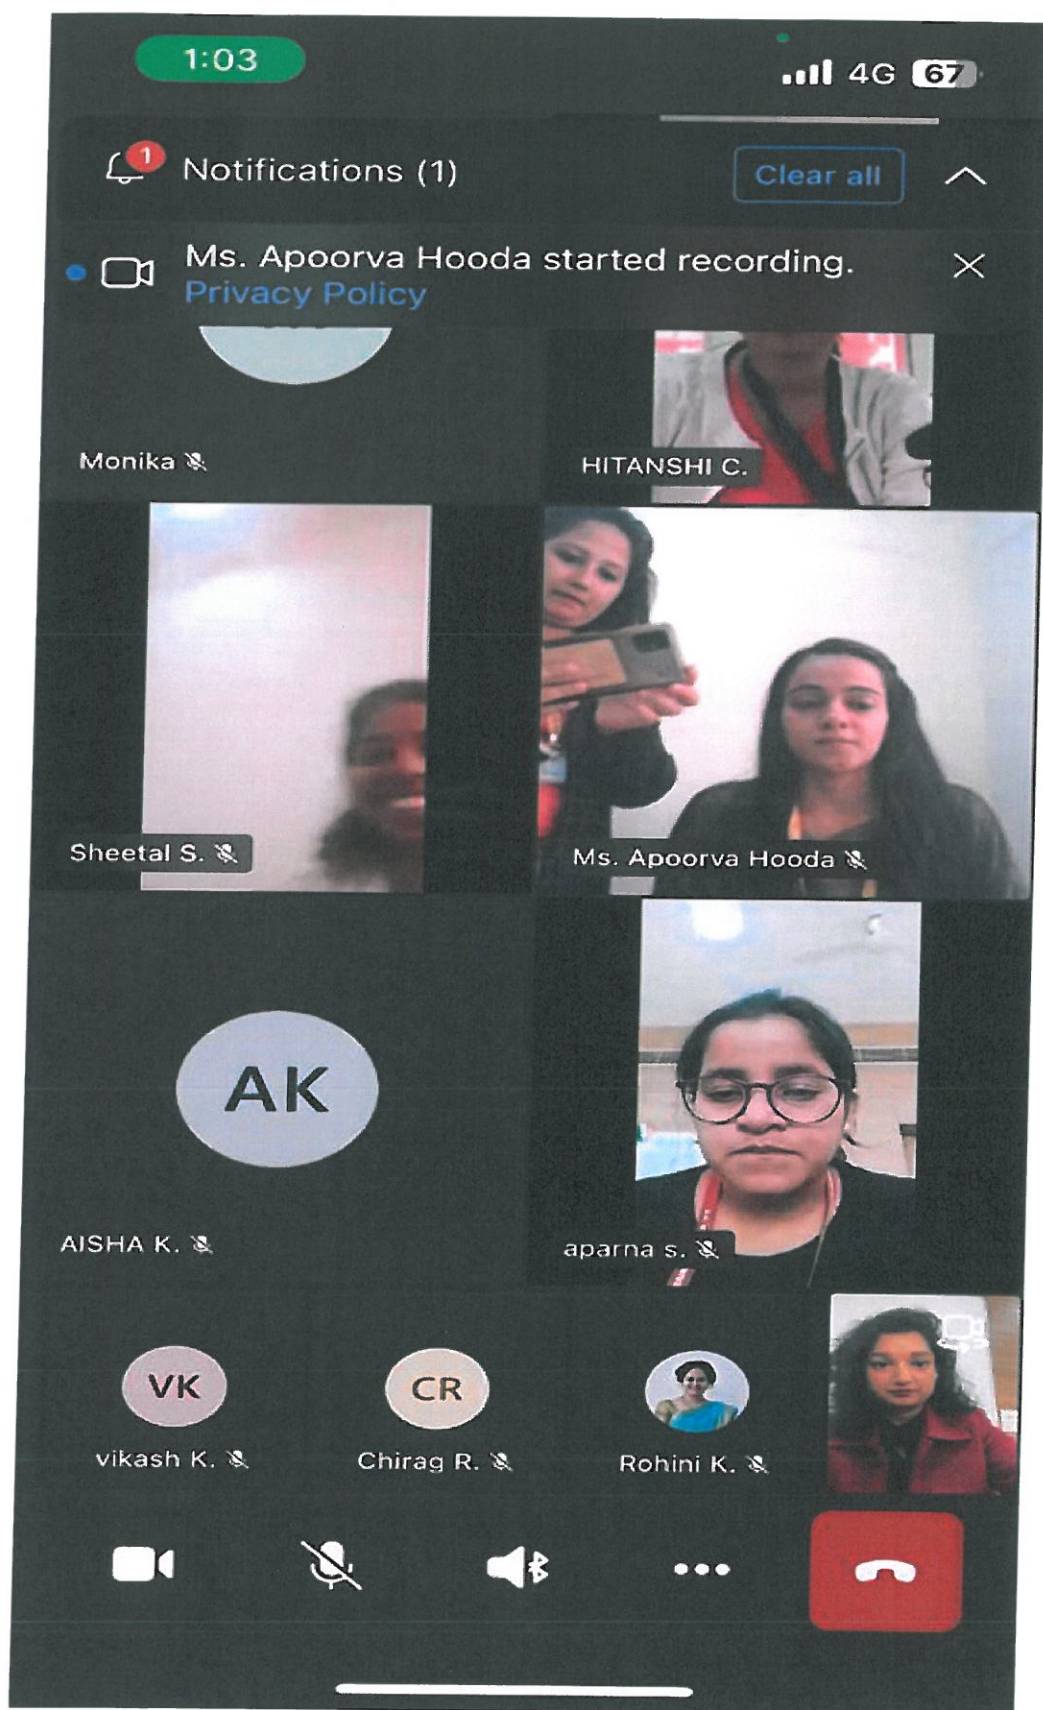 1:03
4G 67
1
Notifications (1)
Clear all
Ms. Apoorva Hooda started recording.
Privacy Policy
Monika
HITANSHI C.
Sheetal S.
Ms. Apoorva Hooda
AK
AISHA K.
aparna s.
VK
CR
vikash K.
Chirag R.
Rohini K.